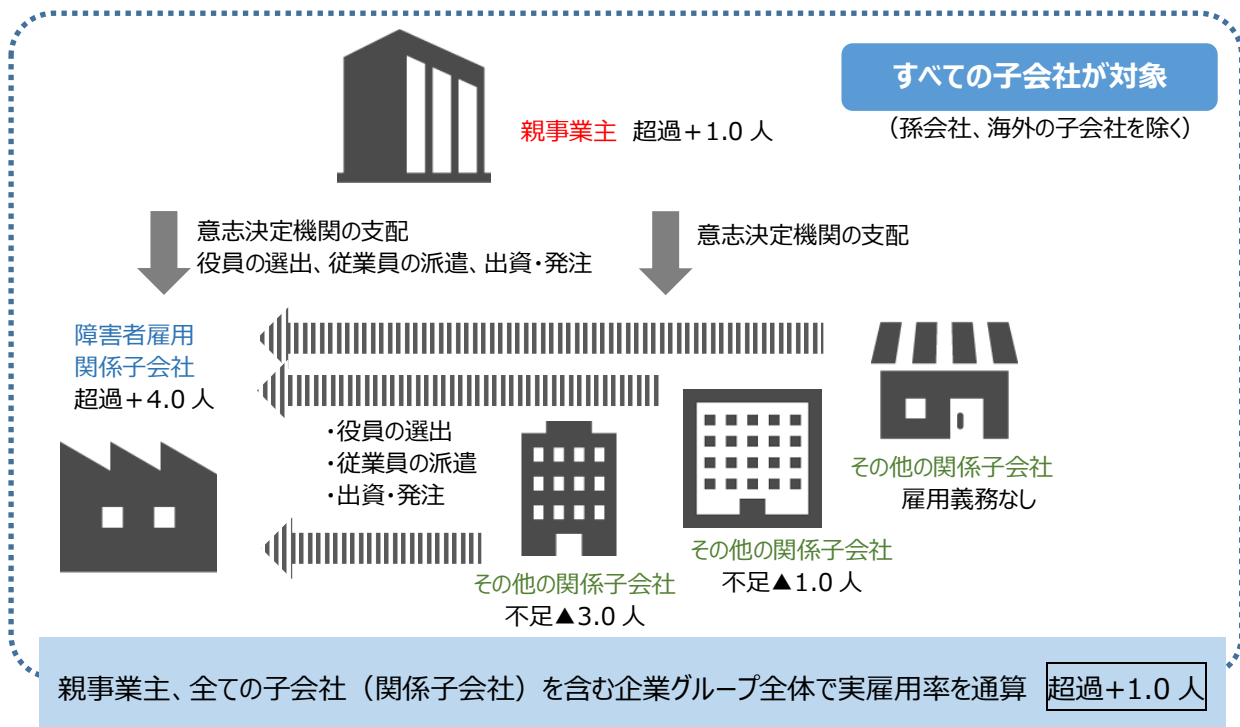 すべての子会社が対象
（孫会社、海外の子会社を除く）
親事業主 超過＋1.0 人
意志決定機関の支配
役員の選出、従業員の派遣、出資・発注
意志決定機関の支配
障害者雇用
関係子会社
超過＋4.0 人
・役員の選出
・従業員の派遣
・出資・発注
その他の関係子会社
雇用義務なし
その他の関係子会社
不足▲1.0 人
その他の関係子会社
不足▲3.0 人
親事業主、全ての子会社（関係子会社）を含む企業グループ全体で実雇用率を通算 超過+1.0 人